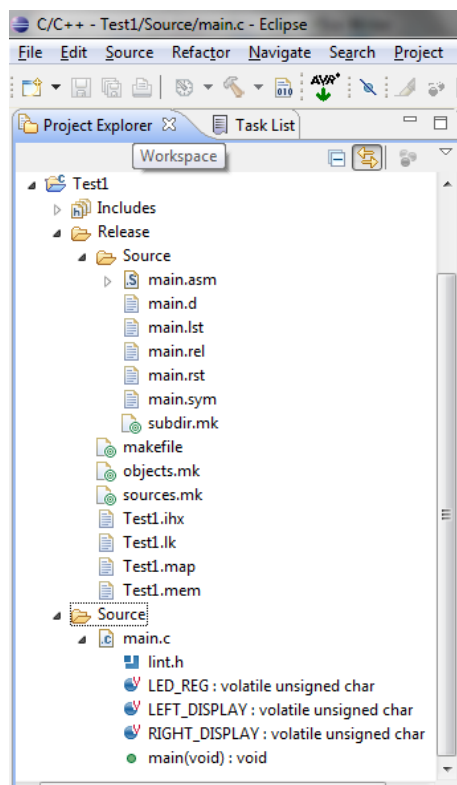 C/C++ - Test1/Source/main.c - Eclipse
File Edit Source Refactor Navigate Search Project
010 AVR
Project Explorer Task List
Workspace
Test1
Includes
Release
Source
main.asm
main.d
main.lst
main.rel
main.rst
main.sym
subdir.mk
makefile
objects.mk
sources.mk
Test1.ihx
Test1.lk
Test1.map
Test1.mem
Source
main.c
lint.h
LED_REG : volatile unsigned char
LEFT_DISPLAY : volatile unsigned char
RIGHT_DISPLAY : volatile unsigned char
main(void) : void